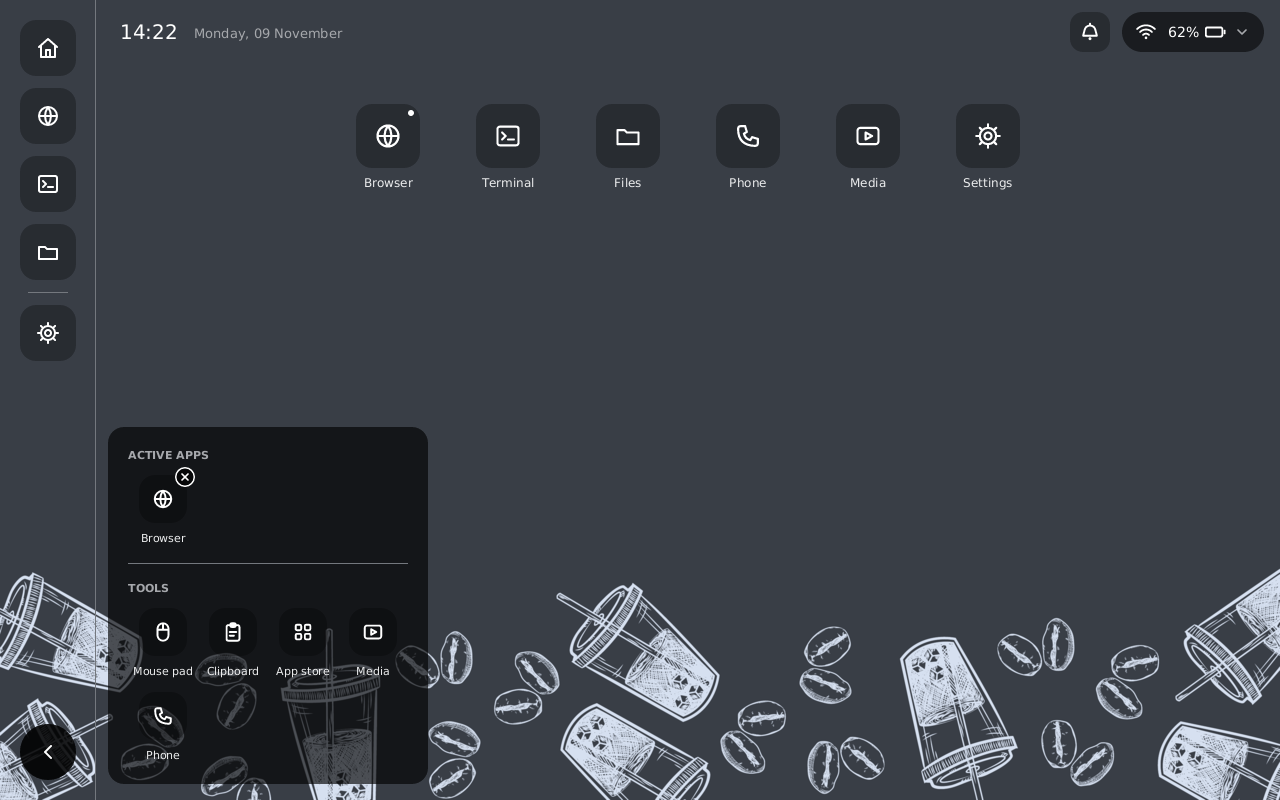 14:22 Monday, 09 November
62%
Browser Terminal Files Phone Media Settings
ACTIVE APPS
Browser
TOOLS
Mouse pad Clipboard App store Media
Phone